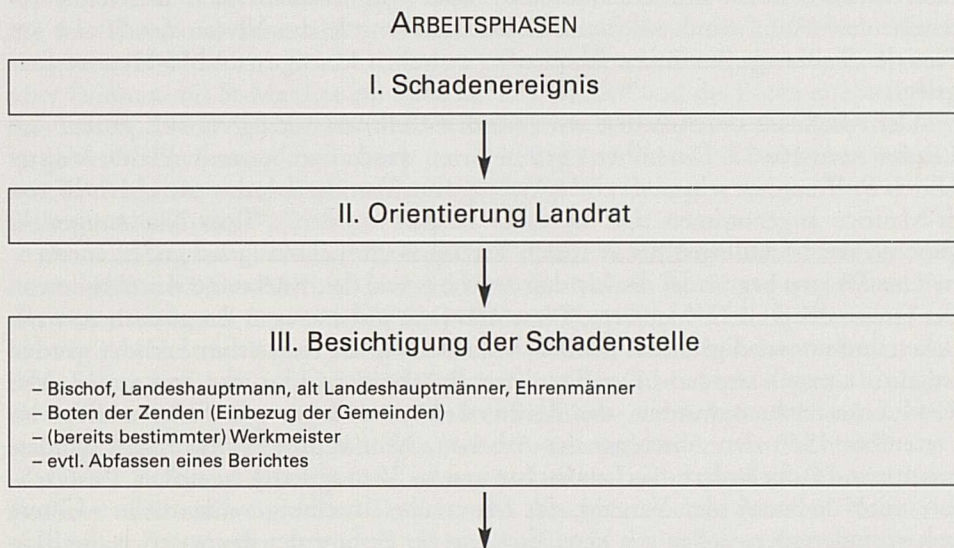 ARBEITSPHASEN
I. Schadenereignis
II. Orientierung Landrat
III. Besichtigung der Schadenstelle
– Bischof, Landeshauptmann, alt Landeshauptmänner, Ehrenmänner
– Boten der Zenden (Einbezug der Gemeinden)
– (bereits bestimmter) Werkmeister
– evtl. Abfassen eines Berichtes